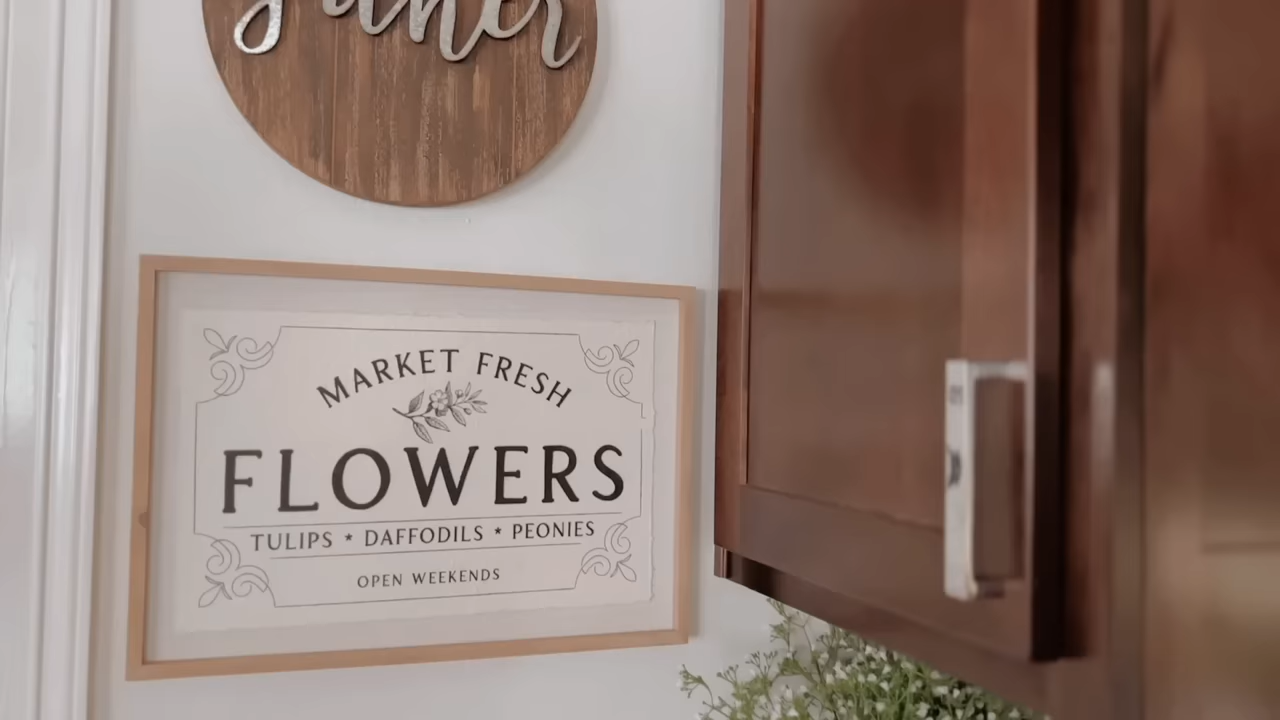 MARKET FRESH
FLOWERS
TULIPS * DAFFODILS * PEONIES
OPEN WEEKENDS